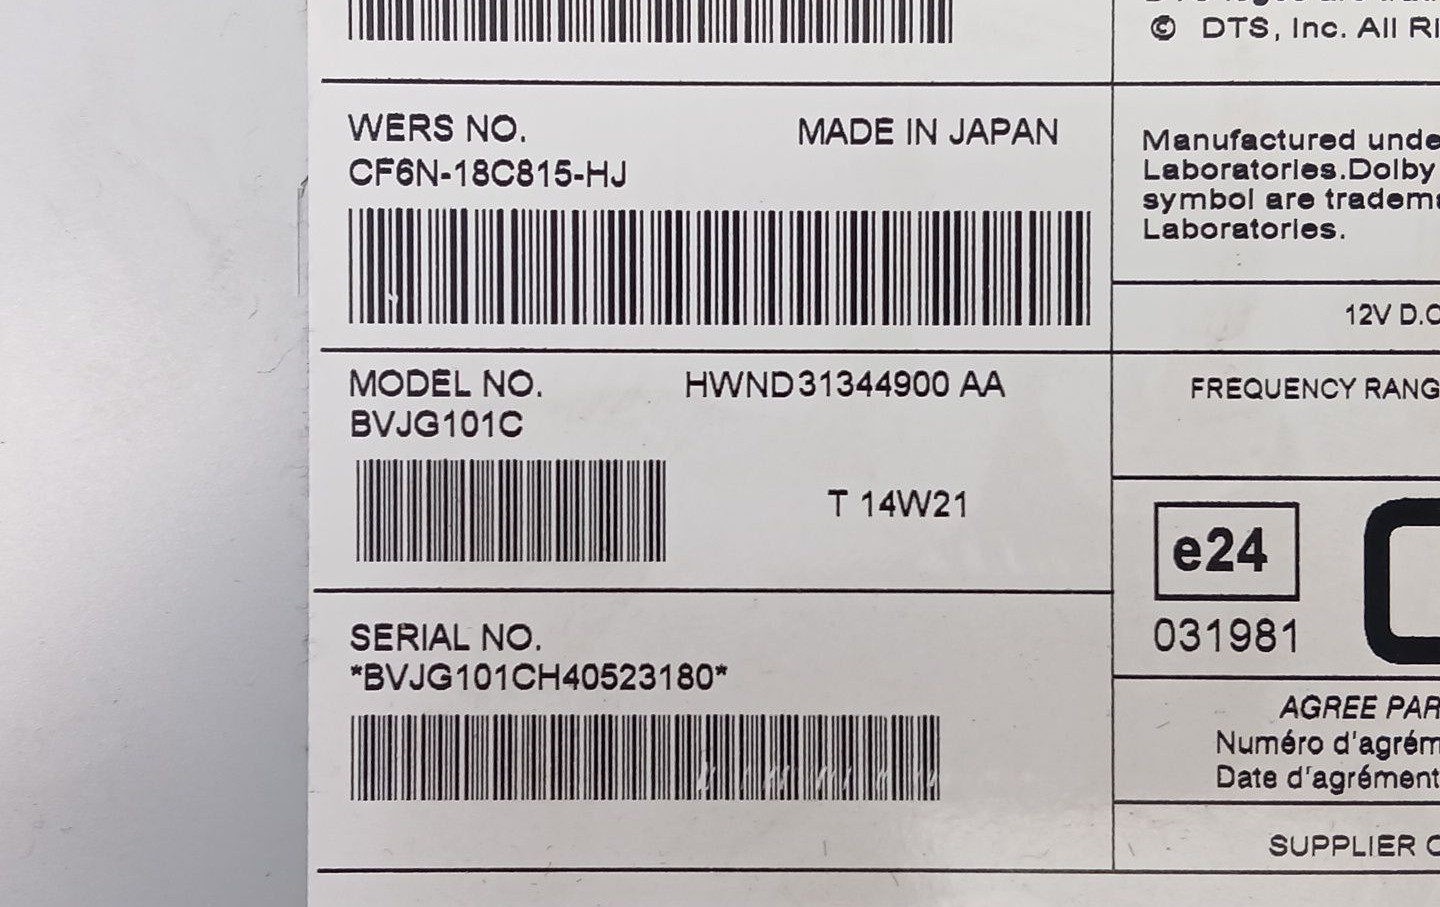 © DTS, Inc. All
WERS NO.
MADE IN JAPAN
CF6N-18C815-HJ
MODEL NO.
HWND31344900 AA
BVJG101C
T 14W21
SERIAL NO.
*BVJG101CH40523180*
Manufactured unde
Laboratories.Dolby
symbol are tradema
Laboratories.
12V D.C
FREQUENCY RANG
e24
031981
AGREE PAR
Numéro d'agrém
Date d'agrément
SUPPLIER